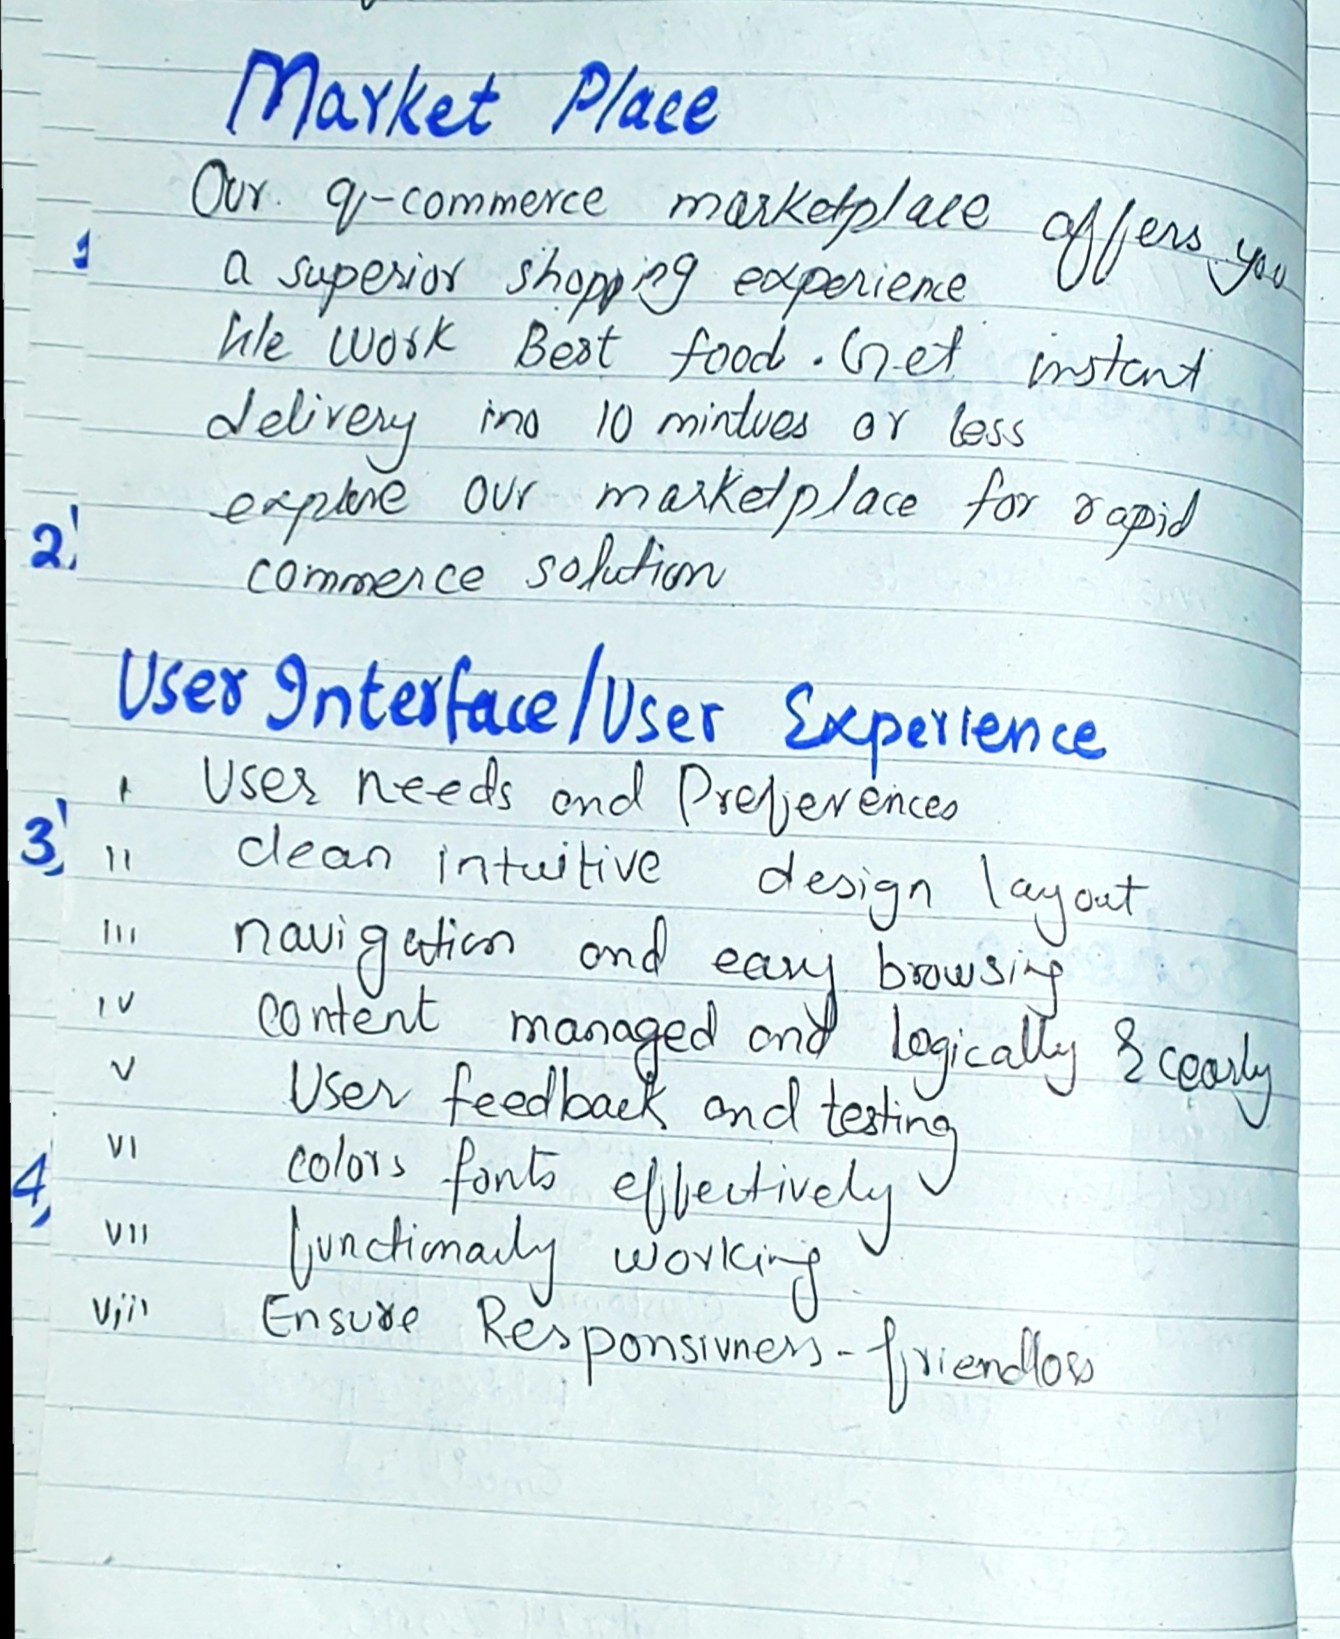 Market Place
Our q-commerce marketplace offers you
1 a superior shopping experience
We work Best food. Get instant
delivery ino 10 mintues or less
explore our marketplace for rapid
2, commerce solution
User Interface/User Experience
i User needs and Preferences
3, ii clean intuitive design layout
iii navigation and easy browsing
iv content managed and logically & cearly
v User feedback and testing
vi colors fonts effectively
4, vii functionaily working
viii Ensure Responsivness-friendloss